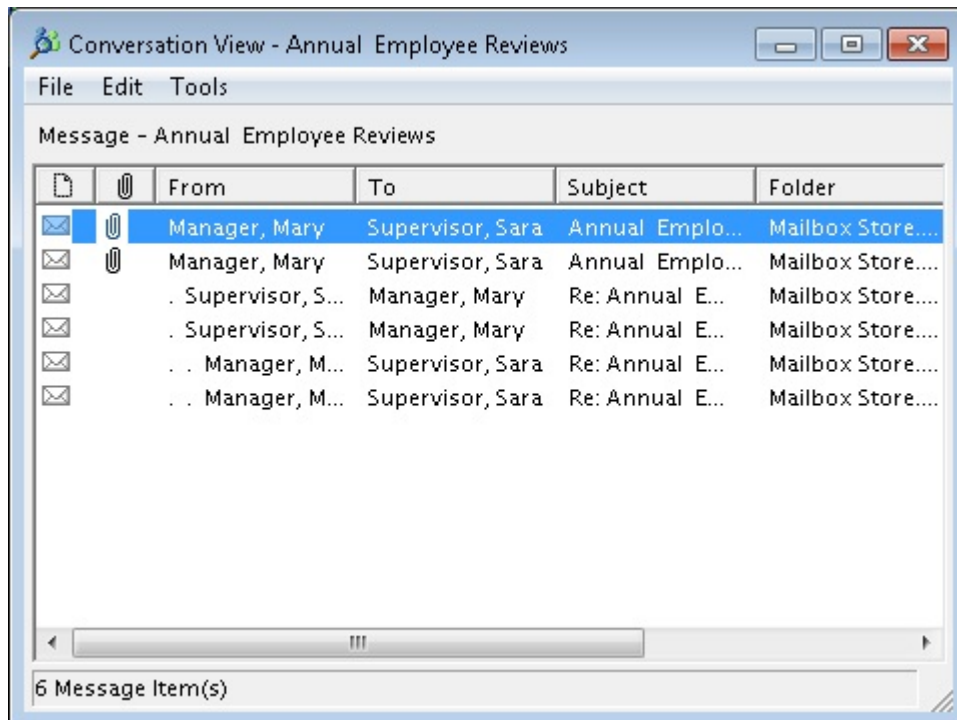 Conversation View - Annual Employee Reviews
File Edit Tools
Message - Annual Employee Reviews
From To Subject Folder
Manager, Mary Supervisor, Sara Annual Emplo... Mailbox Store....
Manager, Mary Supervisor, Sara Annual Emplo... Mailbox Store....
. Supervisor, S... Manager, Mary Re: Annual E... Mailbox Store....
. Supervisor, S... Manager, Mary Re: Annual E... Mailbox Store....
. . Manager, M... Supervisor, Sara Re: Annual E... Mailbox Store....
. . Manager, M... Supervisor, Sara Re: Annual E... Mailbox Store....
6 Message Item(s)